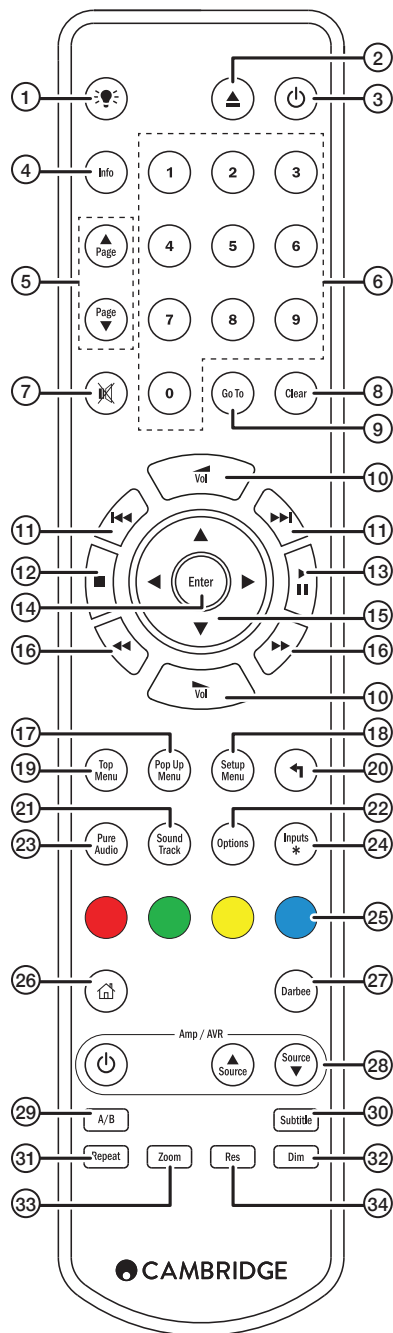 2
1
3
4
Info
1
2
3
5
Page
4
5
6
6
Page
7
8
9
7
0
Go To
Clear
8
9
Vol
10
11
11
12
13
14
Enter
15
16
16
Vol
10
17
18
19
Top
Menu
Pop Up
Menu
Setup
Menu
20
21
22
23
Pure
Audio
Sound
Track
Options
Inputs
*
24
25
26
Darbee
27
Amp / AVR
Source
Source
28
29
A/B
Subtitle
30
31
Repeat
Zoom
Res
Dim
32
33
34
CAMBRIDGE